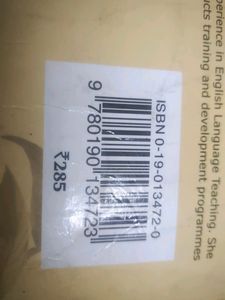 perience in English Language Teaching. She
ucts training and development programmes
ISBN 0-19-013472-0
9 780190 134723
₹285